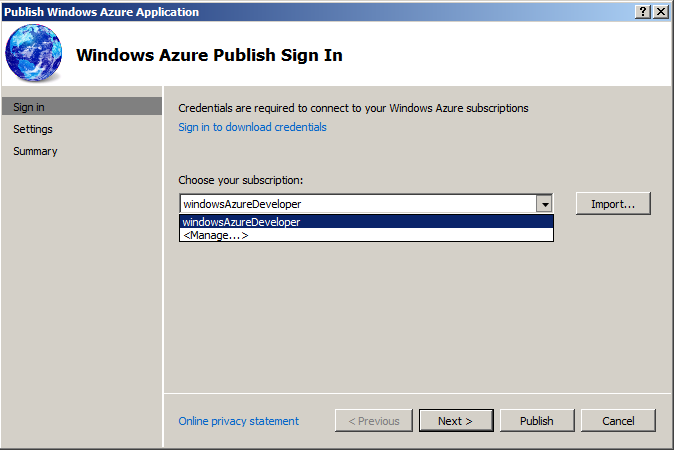 Publish Windows Azure Application
Windows Azure Publish Sign In
Sign in
Settings
Summary
Credentials are required to connect to your Windows Azure subscriptions
Sign in to download credentials
Choose your subscription:
windowsAzureDeveloper
Import...
windowsAzureDeveloper
<Manage...>
Online privacy statement
< Previous
Next >
Publish
Cancel